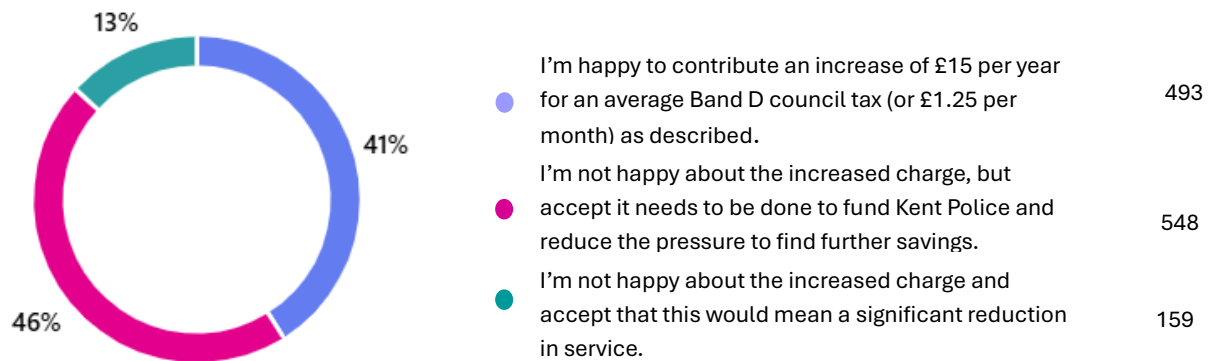 13%
41%
46%
I'm happy to contribute an increase of £15 per year
for an average Band D council tax (or £1.25 per
month) as described.
493
I'm not happy about the increased charge, but
accept it needs to be done to fund Kent Police and
reduce the pressure to find further savings.
548
I'm not happy about the increased charge and
accept that this would mean a significant reduction
in service.
159